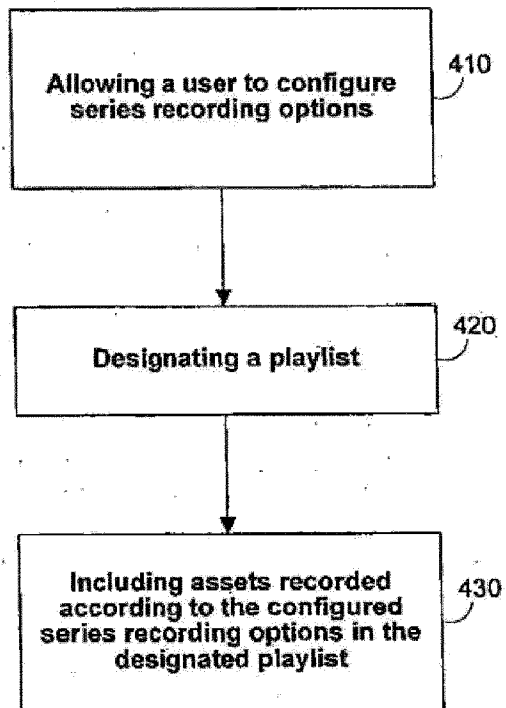 Allowing a user to configure
series recording options
410
Designating a playlist
420
Including assets recorded
according to the configured
series recording options in the
designated playlist
430